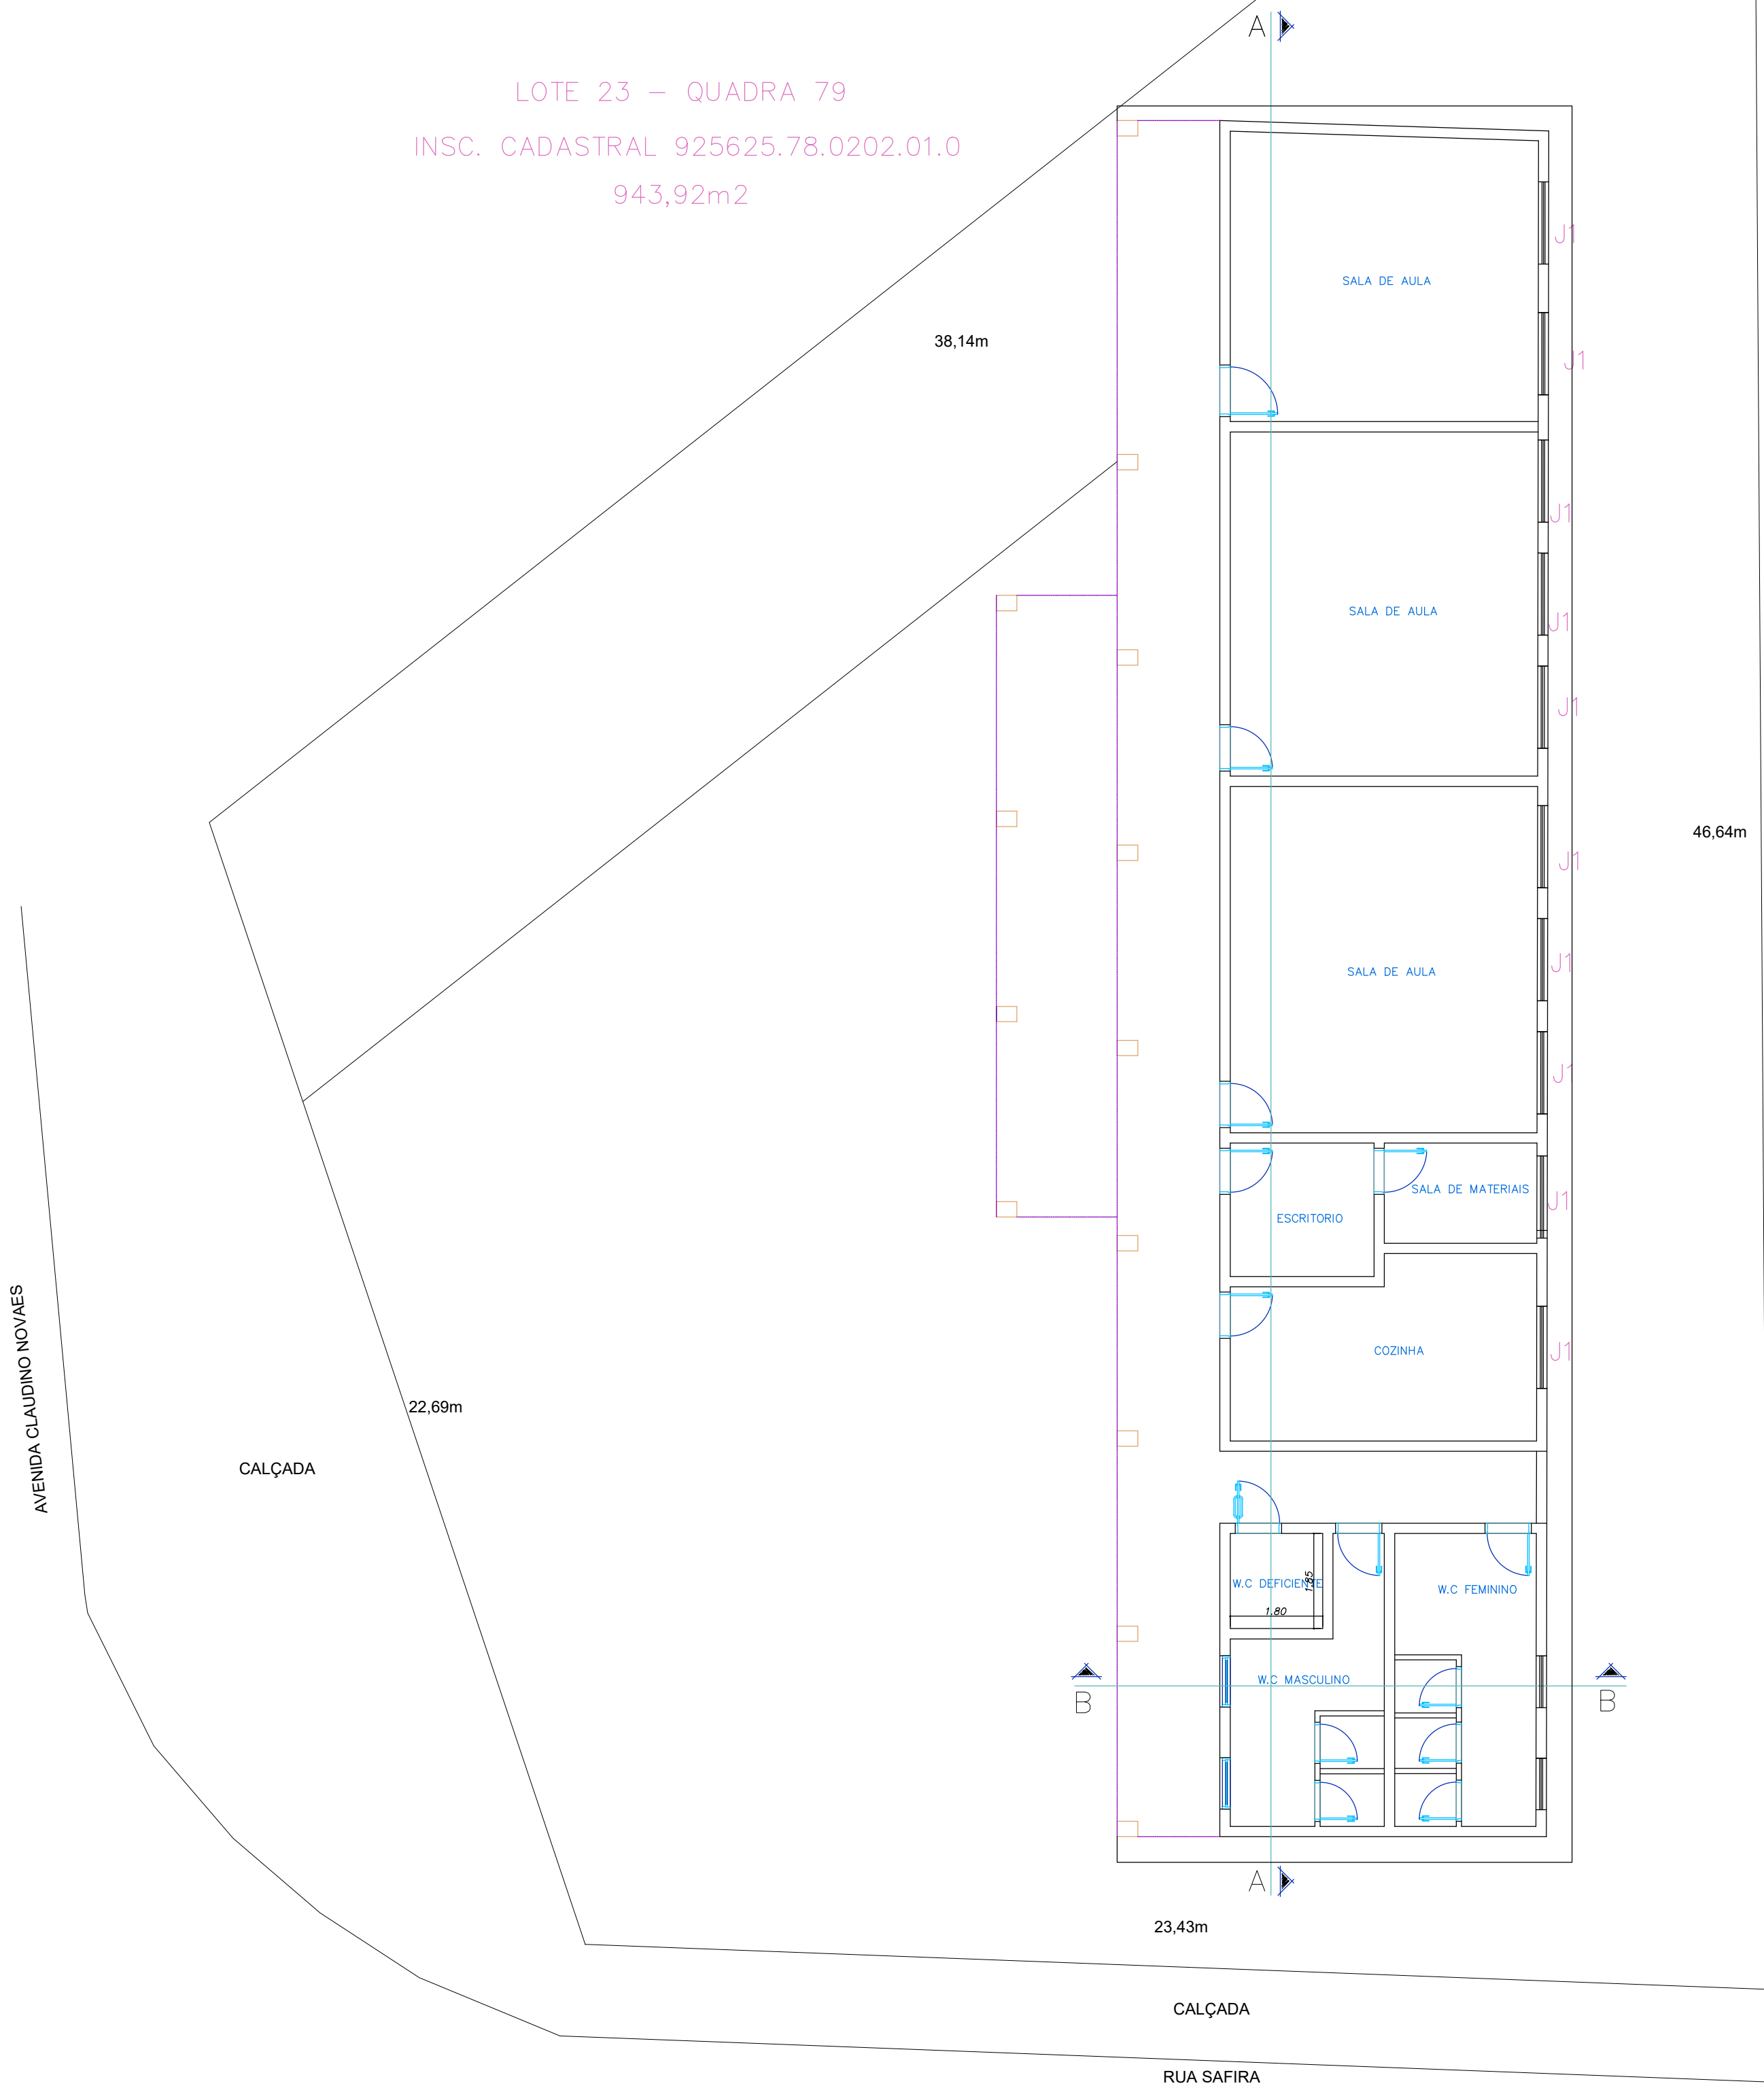 A
LOTE 23 - QUADRA 79
INSC. CADASTRAL 925625.78.0202.01.0
943,92m2
J1
SALA DE AULA
38,14m
J1
J1
SALA DE AULA
J1
J1
46,64m
J1
SALA DE AULA
J1
J1
SALA DE MATERIAIS
J1
ESCRITORIO
AVENIDA CLAUDINO NOVAES
COZINHA
J1
22,69m
CALÇADA
W.C DEFICIENTE
1.85
W.C FEMININO
1.80
W.C MASCULINO
B
B
A
23,43m
CALÇADA
RUA SAFIRA